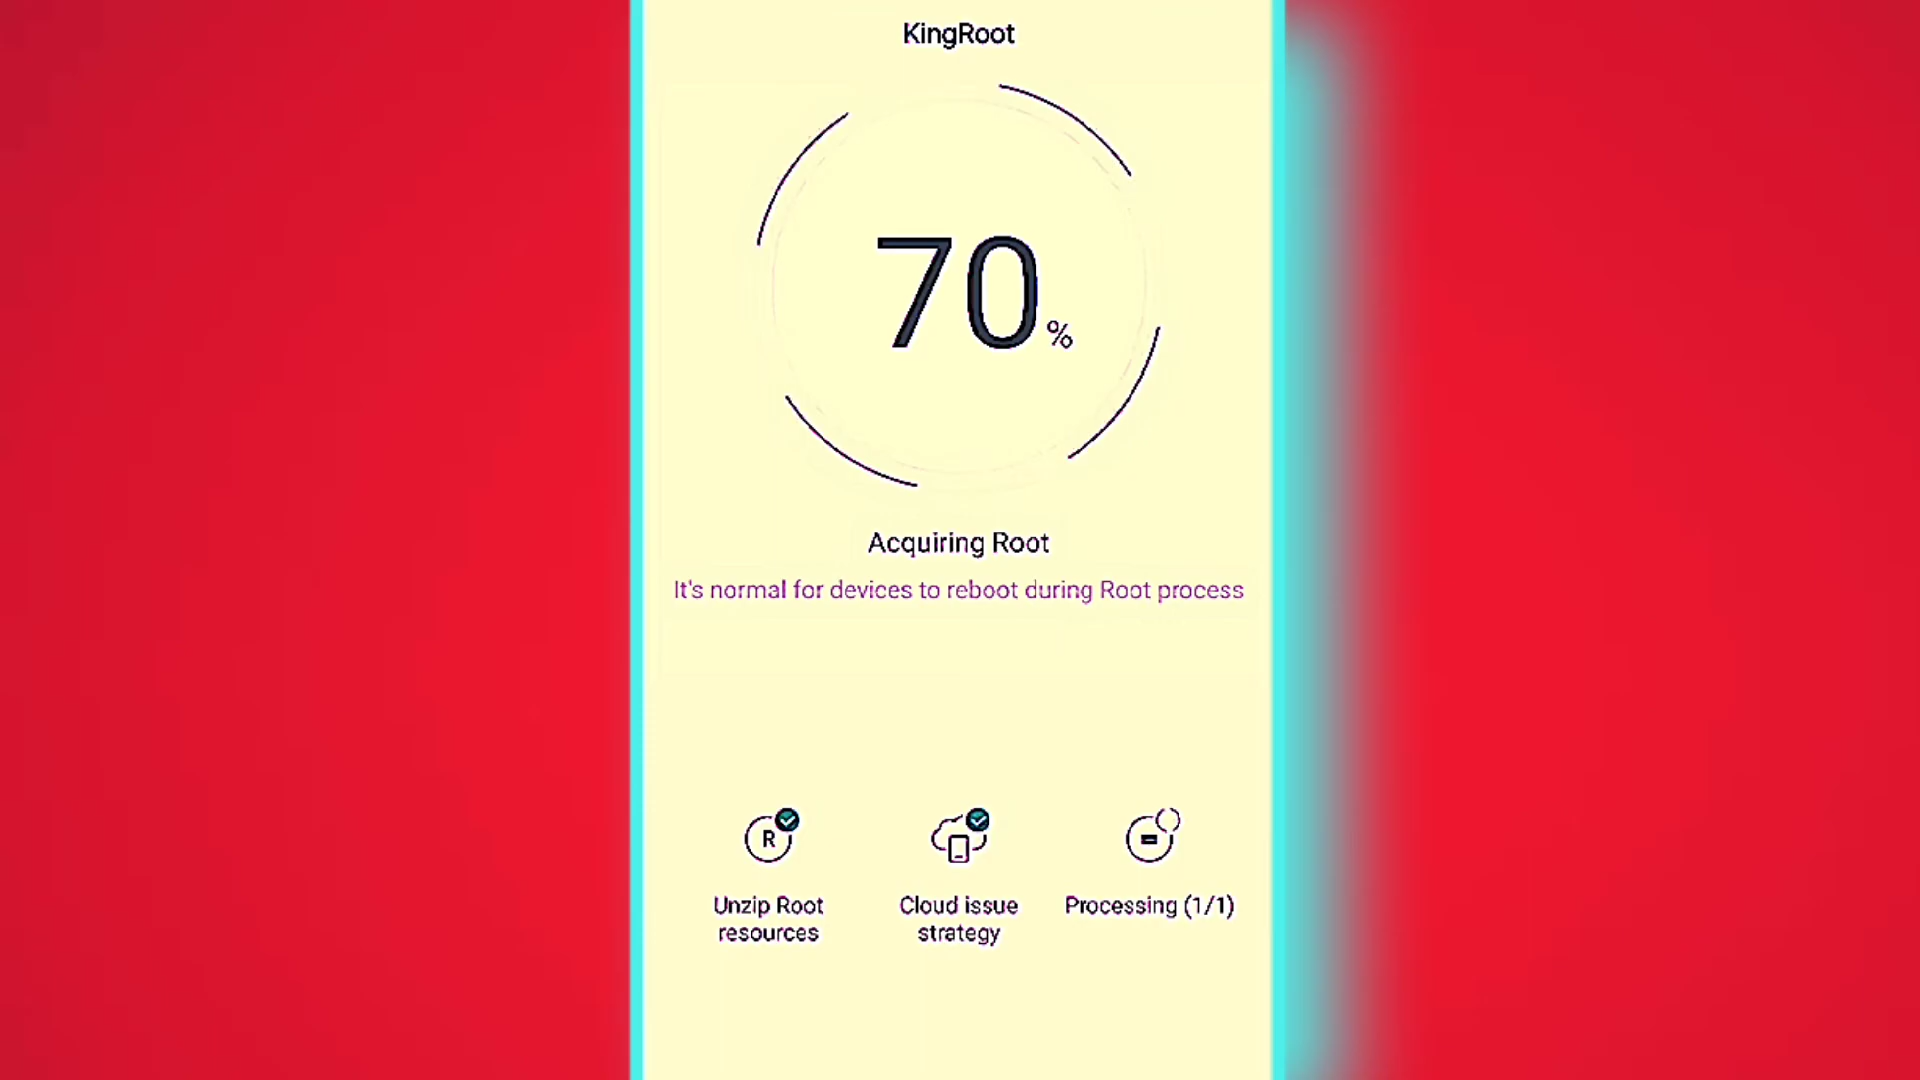 KingRoot
70%
Acquiring Root
It's normal for devices to reboot during Root process
R
Unzip Root
resources
Cloud issue
strategy
Processing (1/1)